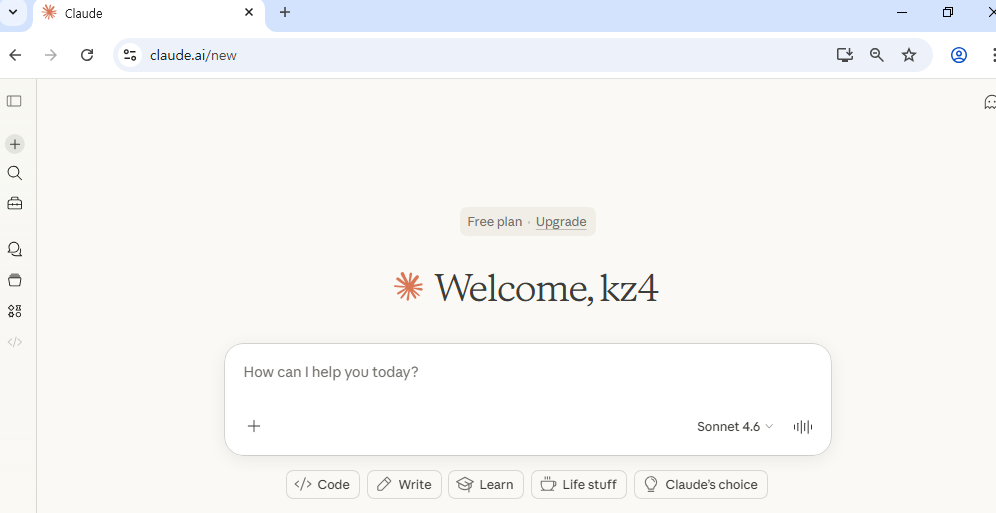 Claude
claude.ai/new
Free plan · Upgrade
Welcome, kz4
How can I help you today?
Sonnet 4.6
Code
Write
Learn
Life stuff
Claude's choice